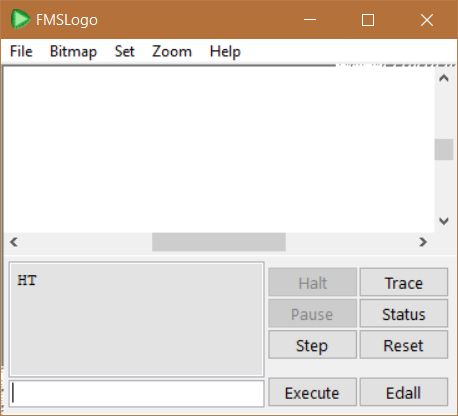 FMSLogo
File Bitmap Set Zoom Help
HT
Halt Trace
Pause Status
Step Reset
Execute Edall